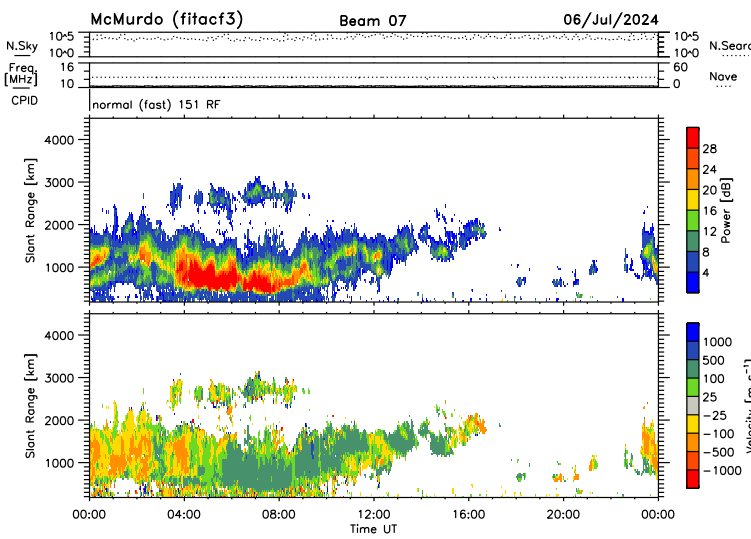 McMurdo (fitacf3) Beam 07 06/Jul/2024
N.Sky 10^5 10^0 10^5 10^0
Freq [MHz] 16 10 60 0 Nave
CPID normal (fast) 151 RF
Slant Range [km] 4000 3000 2000 1000
Power [dB] 28 24 20 16 12 8 4
Slant Range [km] 4000 3000 2000 1000
1000 500 100 25 -25 -100 -500 -1000
00:00 04:00 08:00 12:00 16:00 20:00 00:00
Time UT